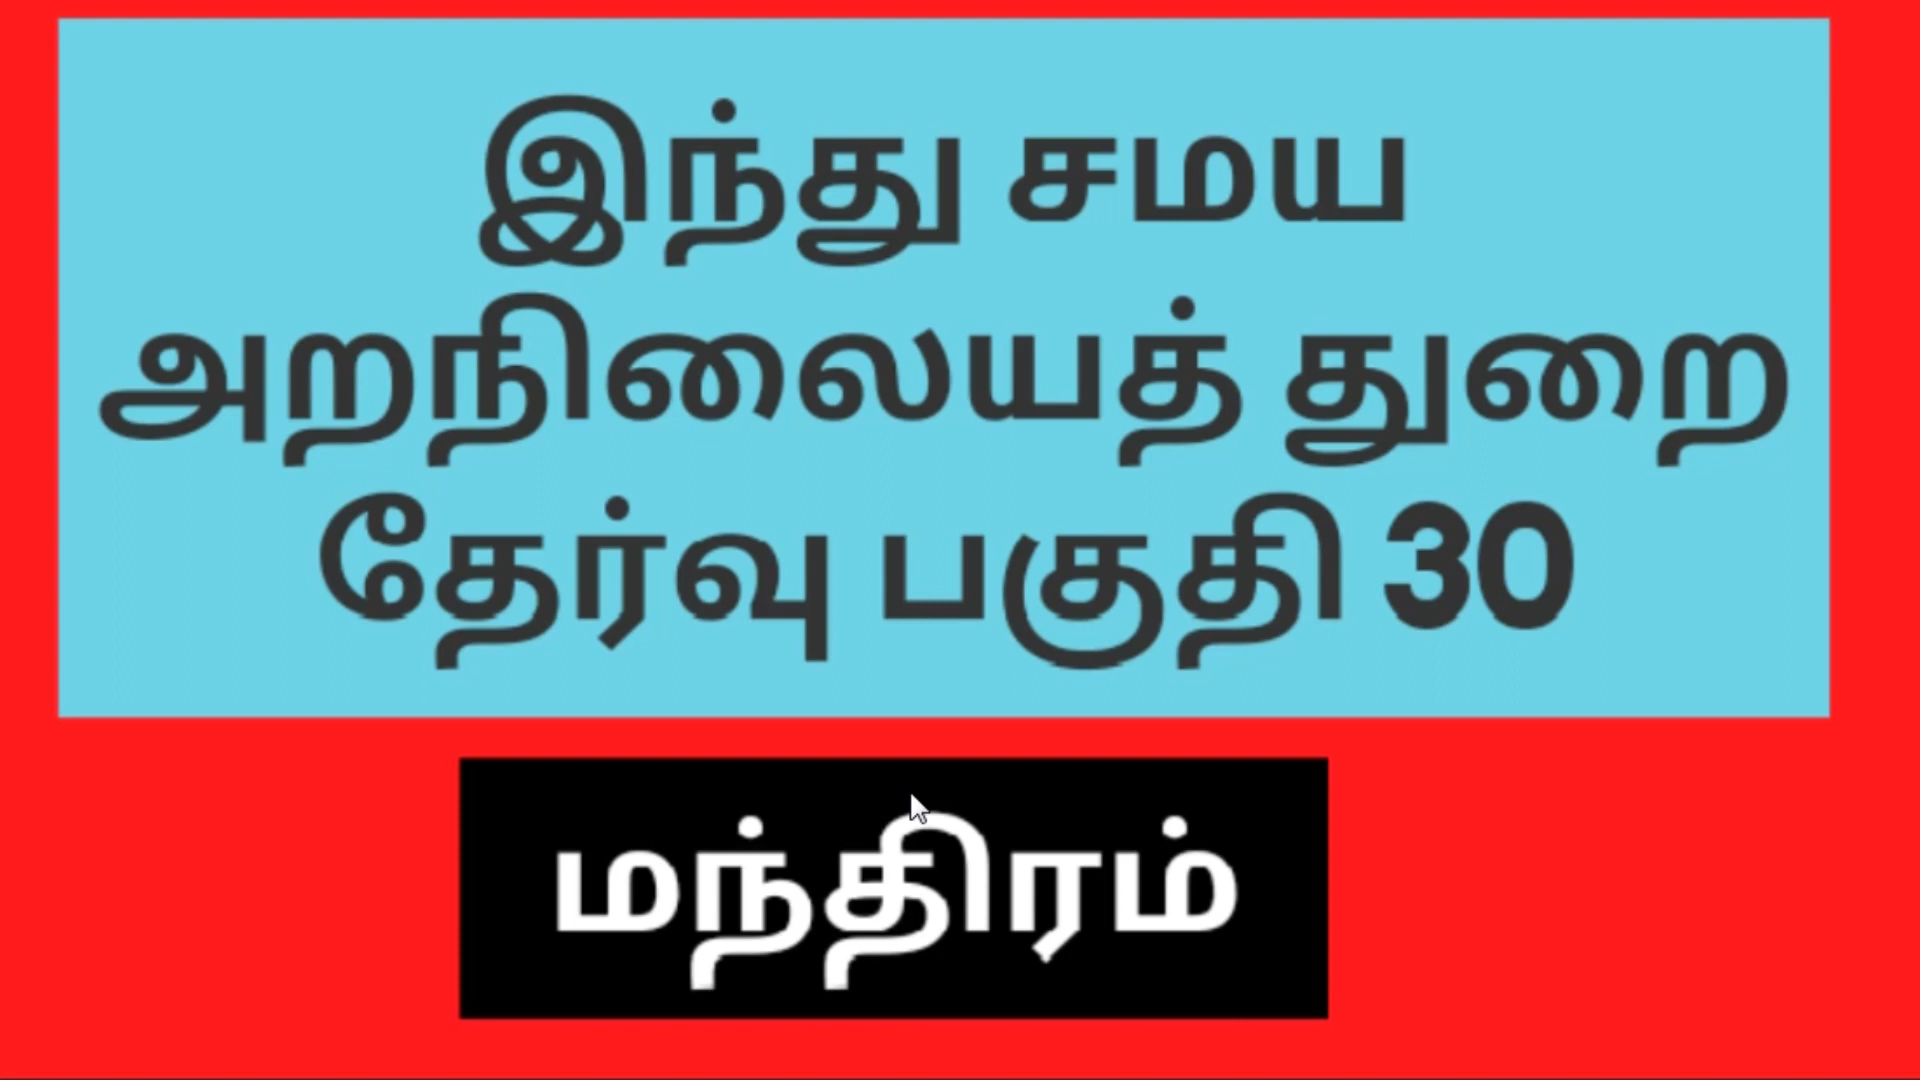 இந்து சமய
அறநிலையத் துறை
தேர்வு பகுதி 30
மந்திரம்